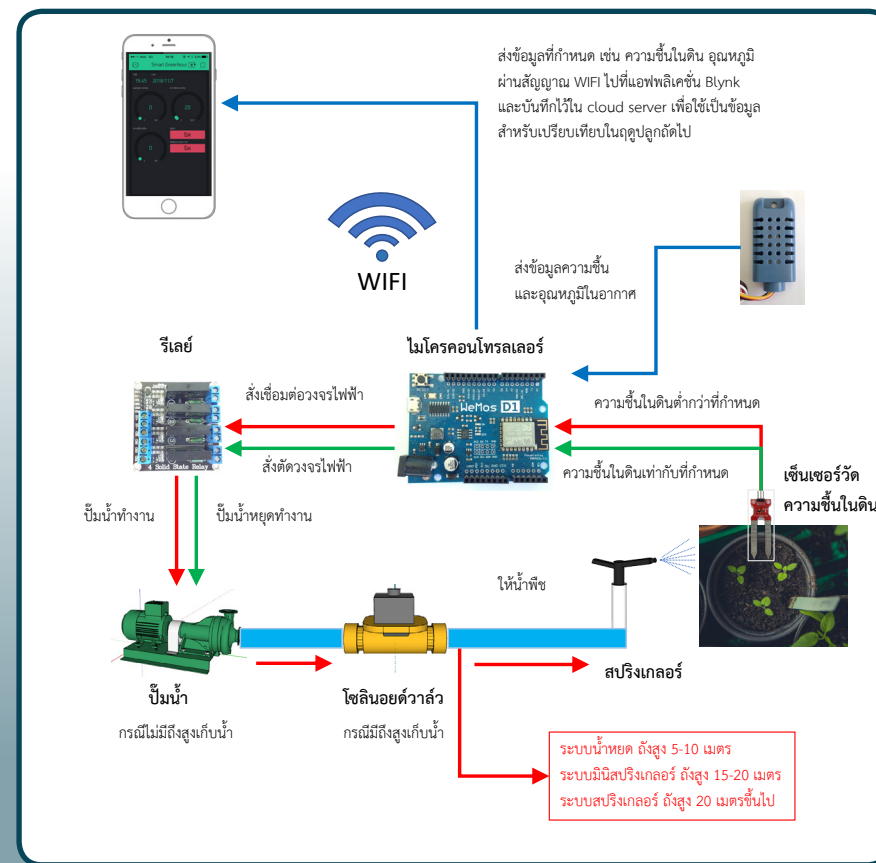 ส่งข้อมูลที่กำหนด เช่น ความชื้นในดิน อุณหภูมิ
ผ่านสัญญาณ WIFI ไปที่แอฟพลิเคชั่น Blynk
และบันทึกไว้ใน cloud server เพื่อใช้เป็นข้อมูล
สำหรับเปรียบเทียบในฤดูปลูกถัดไป
Smart Greenhouse
WIFI
ส่งข้อมูลความชื้น
และอุณหภูมิในอากาศ
รีเลย์
ไมโครคอนโทรลเลอร์
สั่งเชื่อมต่อวงจรไฟฟ้า
ความชื้นในดินต่ำกว่าที่กำหนด
WeMos D1
สั่งตัดวงจรไฟฟ้า
ความชื้นในดินเท่ากับที่กำหนด
4 Solid State Relay
เซ็นเซอร์วัด
ความชื้นในดิน
ปั๊มน้ำทำงาน
ปั๊มน้ำหยุดทำงาน
ให้น้ำพืช
สปริงเกลอร์
ปั๊มน้ำ
กรณีไม่มีถึงสูงเก็บน้ำ
โซลินอยด์วาล์ว
กรณีมีถึงสูงเก็บน้ำ
ระบบน้ำหยด ถังสูง 5-10 เมตร
ระบบมินิสปริงเกลอร์ ถังสูง 15-20 เมตร
ระบบสปริงเกลอร์ ถังสูง 20 เมตรขึ้นไป